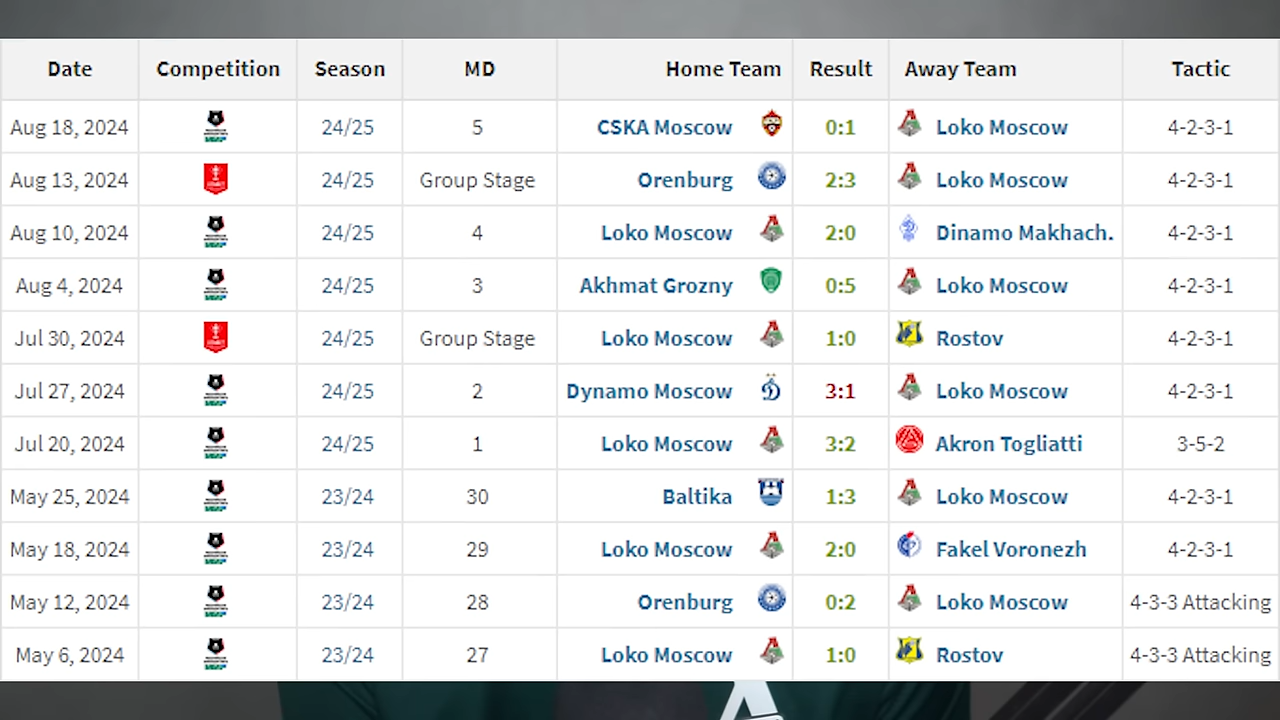 Date Competition Season MD Home Team Result Away Team Tactic
Aug 18, 2024 24/25 5 CSKA Moscow 0:1 Loko Moscow 4-2-3-1
Aug 13, 2024 24/25 Group Stage Orenburg 2:3 Loko Moscow 4-2-3-1
Aug 10, 2024 24/25 4 Loko Moscow 2:0 Dinamo Makhach. 4-2-3-1
Aug 4, 2024 24/25 3 Akhmat Grozny 0:5 Loko Moscow 4-2-3-1
Jul 30, 2024 24/25 Group Stage Loko Moscow 1:0 Rostov 4-2-3-1
Jul 27, 2024 24/25 2 Dynamo Moscow 3:1 Loko Moscow 4-2-3-1
Jul 20, 2024 24/25 1 Loko Moscow 3:2 Akron Togliatti 3-5-2
May 25, 2024 23/24 30 Baltika 1:3 Loko Moscow 4-2-3-1
May 18, 2024 23/24 29 Loko Moscow 2:0 Fakel Voronezh 4-2-3-1
May 12, 2024 23/24 28 Orenburg 0:2 Loko Moscow 4-3-3 Attacking
May 6, 2024 23/24 27 Loko Moscow 1:0 Rostov 4-3-3 Attacking